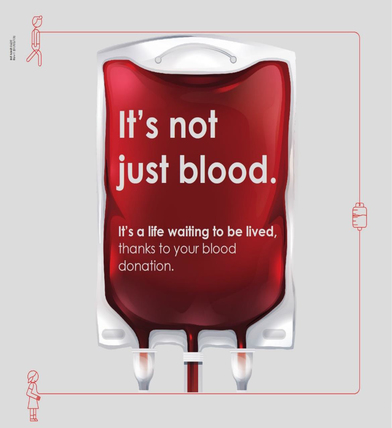 It's not
just blood.
It's a life waiting to be lived,
thanks to your blood
donation.